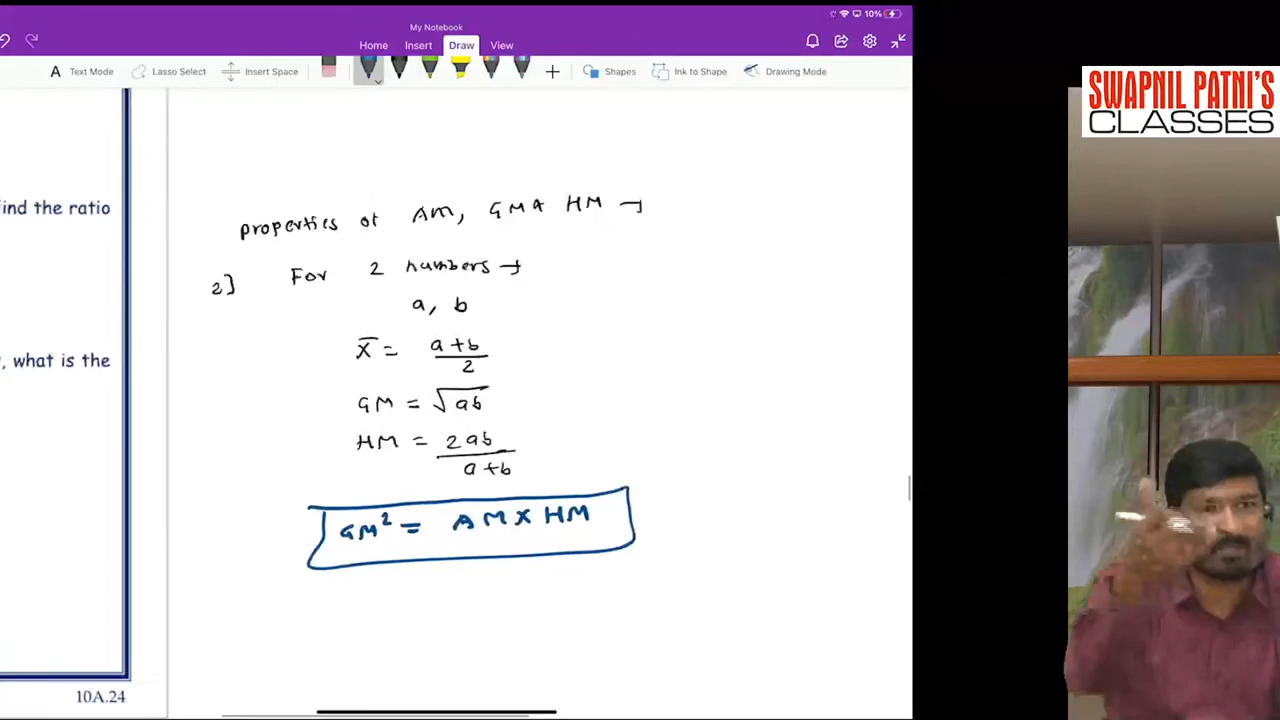 10%
My Notebook
Home Insert Draw View
Text Mode Lasso Select Insert Space Shapes Ink to Shape Drawing Mode
SWAPNIL PATNI'S
CLASSES
ind the ratio
, what is the
10A.24
properties of AM, GM & HM →
2] For 2 numbers →
a, b
X̄ = a+b/2
GM = √ab
HM = 2ab/a+b
GM² = AM × HM